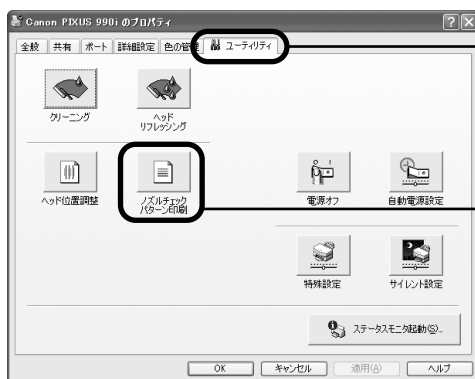 Canon PIXUS 990i のプロパティ
全般 共有 ポート 詳細設定 色の管理 ユーティリティ
クリーニング ヘッド
リフレッシング
ヘッド位置調整 ノズルチェック
パターン印刷 電源オフ 自動電源設定
特殊設定 サイレント設定
ステータスモニタ起動(S)...
OK キャンセル 適用(A) ヘルプ